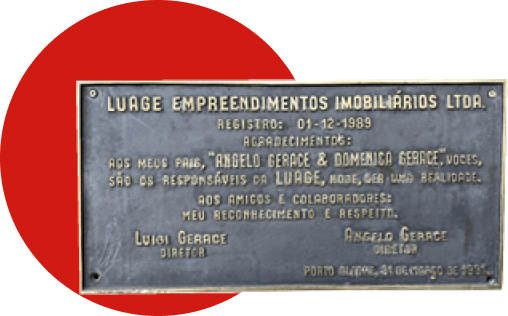 LUAGE EMPREENDIMENTOS IMOBILIÁRIOS LTDA.
REGISTRO: 01-12-1989
AGRADECIMENTOS:
AOS MEUS PAIS, "ANGELO GERACE & DOMENICA GERACE," VOCES,
SÃO OS RESPONSÁVEIS DA LUAGE, HOJE, SER UMA REALIDADE.
AOS AMIGOS E COLABORADORES:
MEU RECONHECIMENTO E RESPEITO.
LUIGI GERACE ANGELO GERACE
DIRETOR DIRETOR
PORTO ALEGRE, 31 DE MARÇO DE 1991.